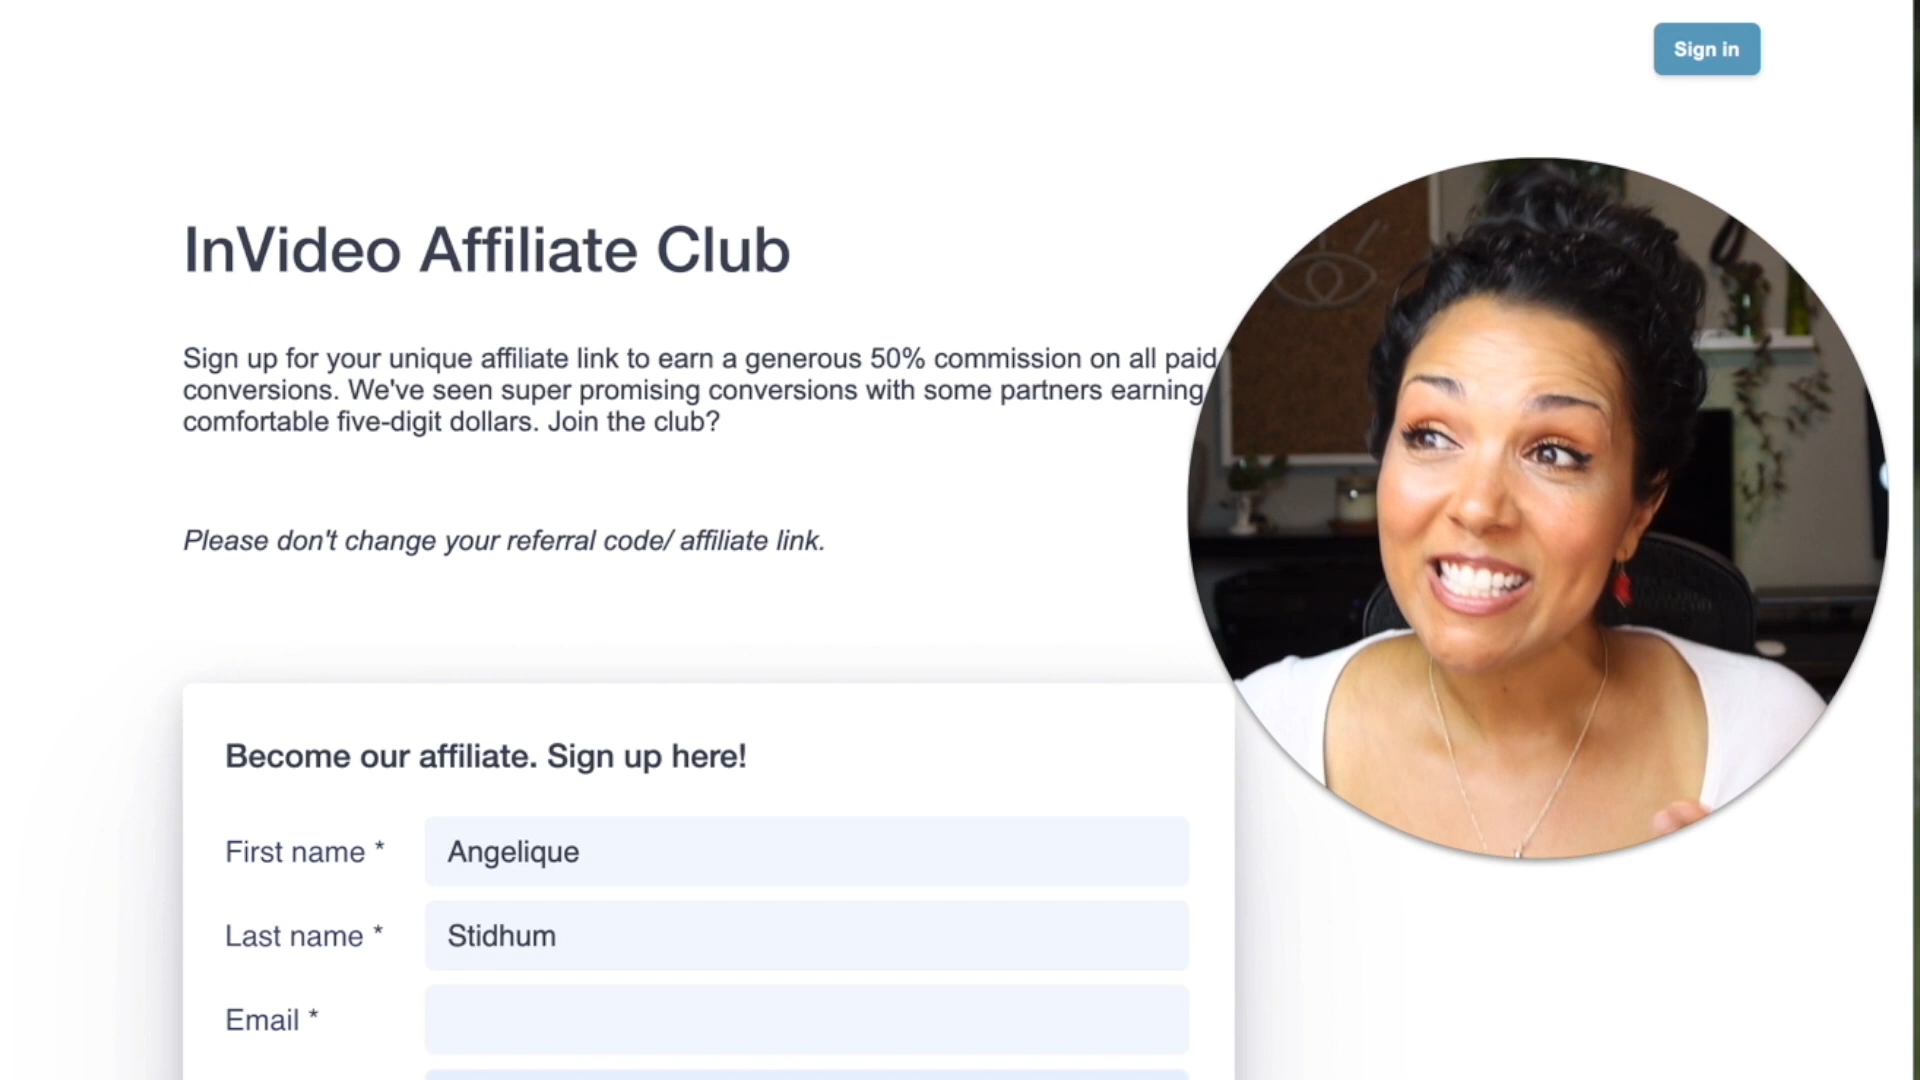 Sign in
InVideo Affiliate Club
Sign up for your unique affiliate link to earn a generous 50% commission on all paid
conversions. We've seen super promising conversions with some partners earning
comfortable five-digit dollars. Join the club?
Please don't change your referral code/ affiliate link.
Become our affiliate. Sign up here!
First name * Angelique
Last name * Stidhum
Email *